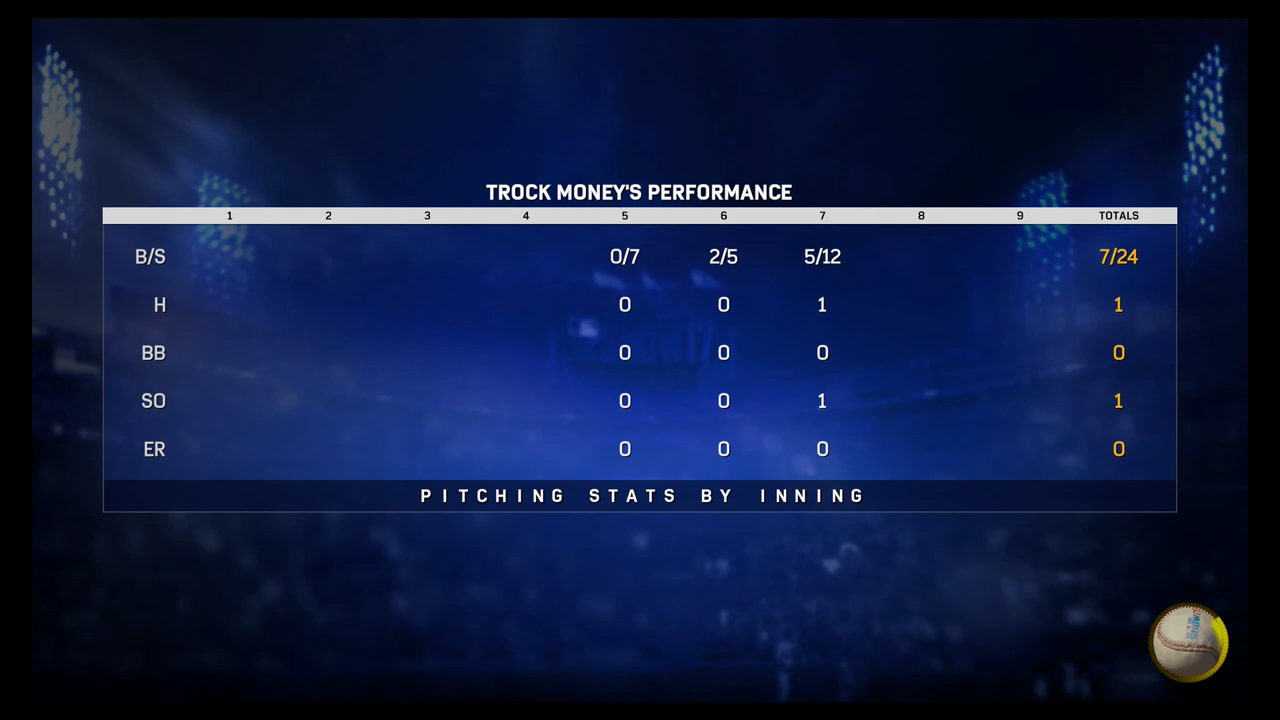 TROCK MONEY'S PERFORMANCE
1 2 3 4 5 6 7 8 9 TOTALS
B/S 0/7 2/5 5/12 7/24
H 0 0 1 1
BB 0 0 0 0
SO 0 0 1 1
ER 0 0 0 0
PITCHING STATS BY INNING